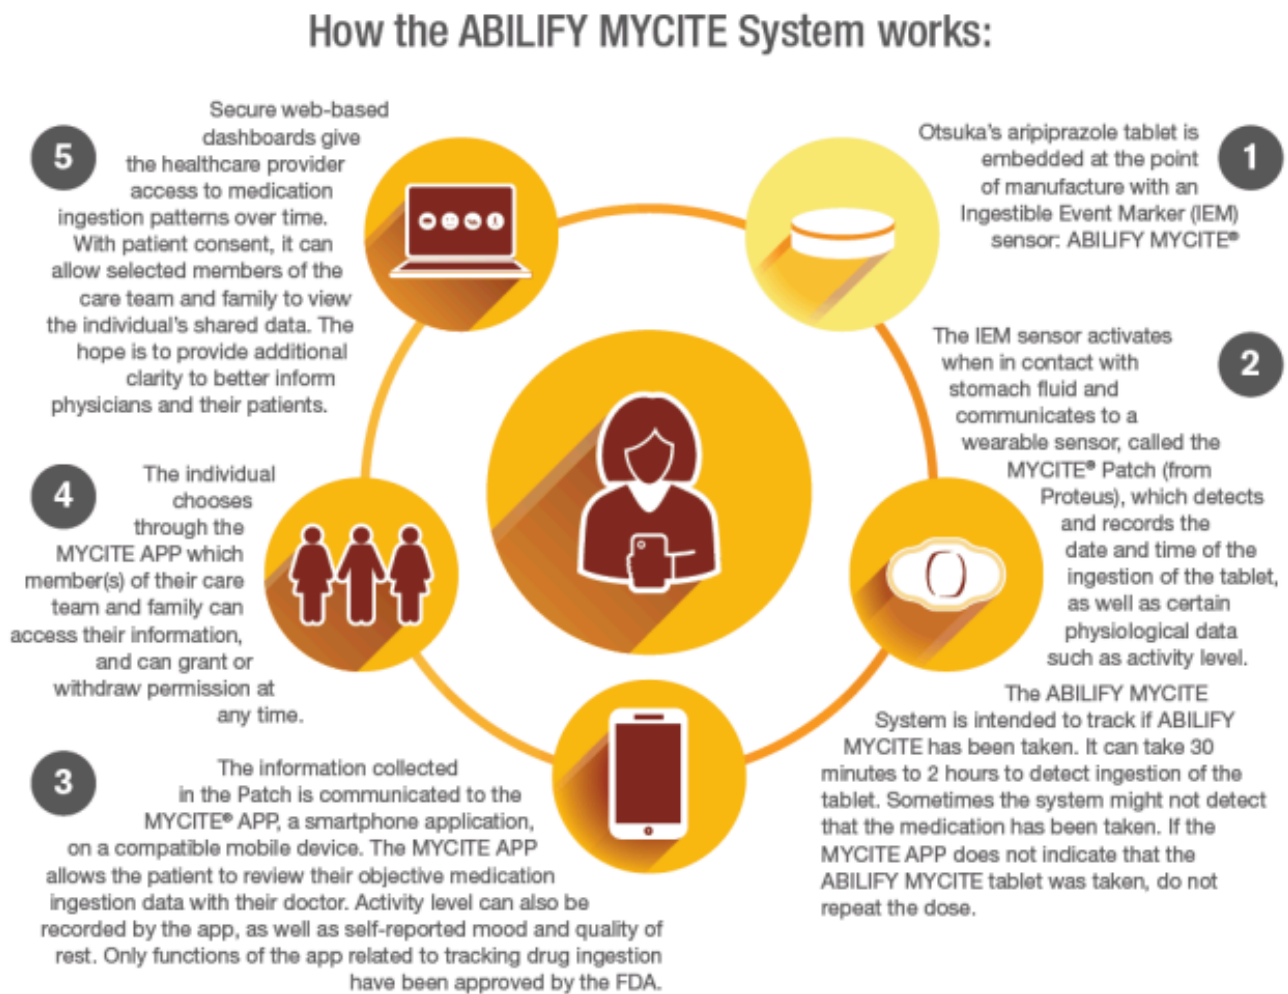 How the ABILIFY MYCITE System works:
1
Otsuka's aripiprazole tablet is
embedded at the point
of manufacture with an
Ingestible Event Marker (IEM)
sensor: ABILIFY MYCITE®
2
The IEM sensor activates
when in contact with
stomach fluid and
communicates to a
wearable sensor, called the
MYCITE® Patch (from
Proteus), which detects
and records the
date and time of the
ingestion of the tablet,
as well as certain
physiological data
such as activity level.
The ABILIFY MYCITE
System is intended to track if ABILIFY
MYCITE has been taken. It can take 30
minutes to 2 hours to detect ingestion of the
tablet. Sometimes the system might not detect
that the medication has been taken. If the
MYCITE APP does not indicate that the
ABILIFY MYCITE tablet was taken, do not
repeat the dose.
3
The information collected
in the Patch is communicated to the
MYCITE® APP, a smartphone application,
on a compatible mobile device. The MYCITE APP
allows the patient to review their objective medication
ingestion data with their doctor. Activity level can also be
recorded by the app, as well as self-reported mood and quality of
rest. Only functions of the app related to tracking drug ingestion
have been approved by the FDA.
4
The individual
chooses
through the
MYCITE APP which
member(s) of their care
team and family can
access their information,
and can grant or
withdraw permission at
any time.
5
Secure web-based
dashboards give
the healthcare provider
access to medication
ingestion patterns over time.
With patient consent, it can
allow selected members of the
care team and family to view
the individual's shared data. The
hope is to provide additional
clarity to better inform
physicians and their patients.